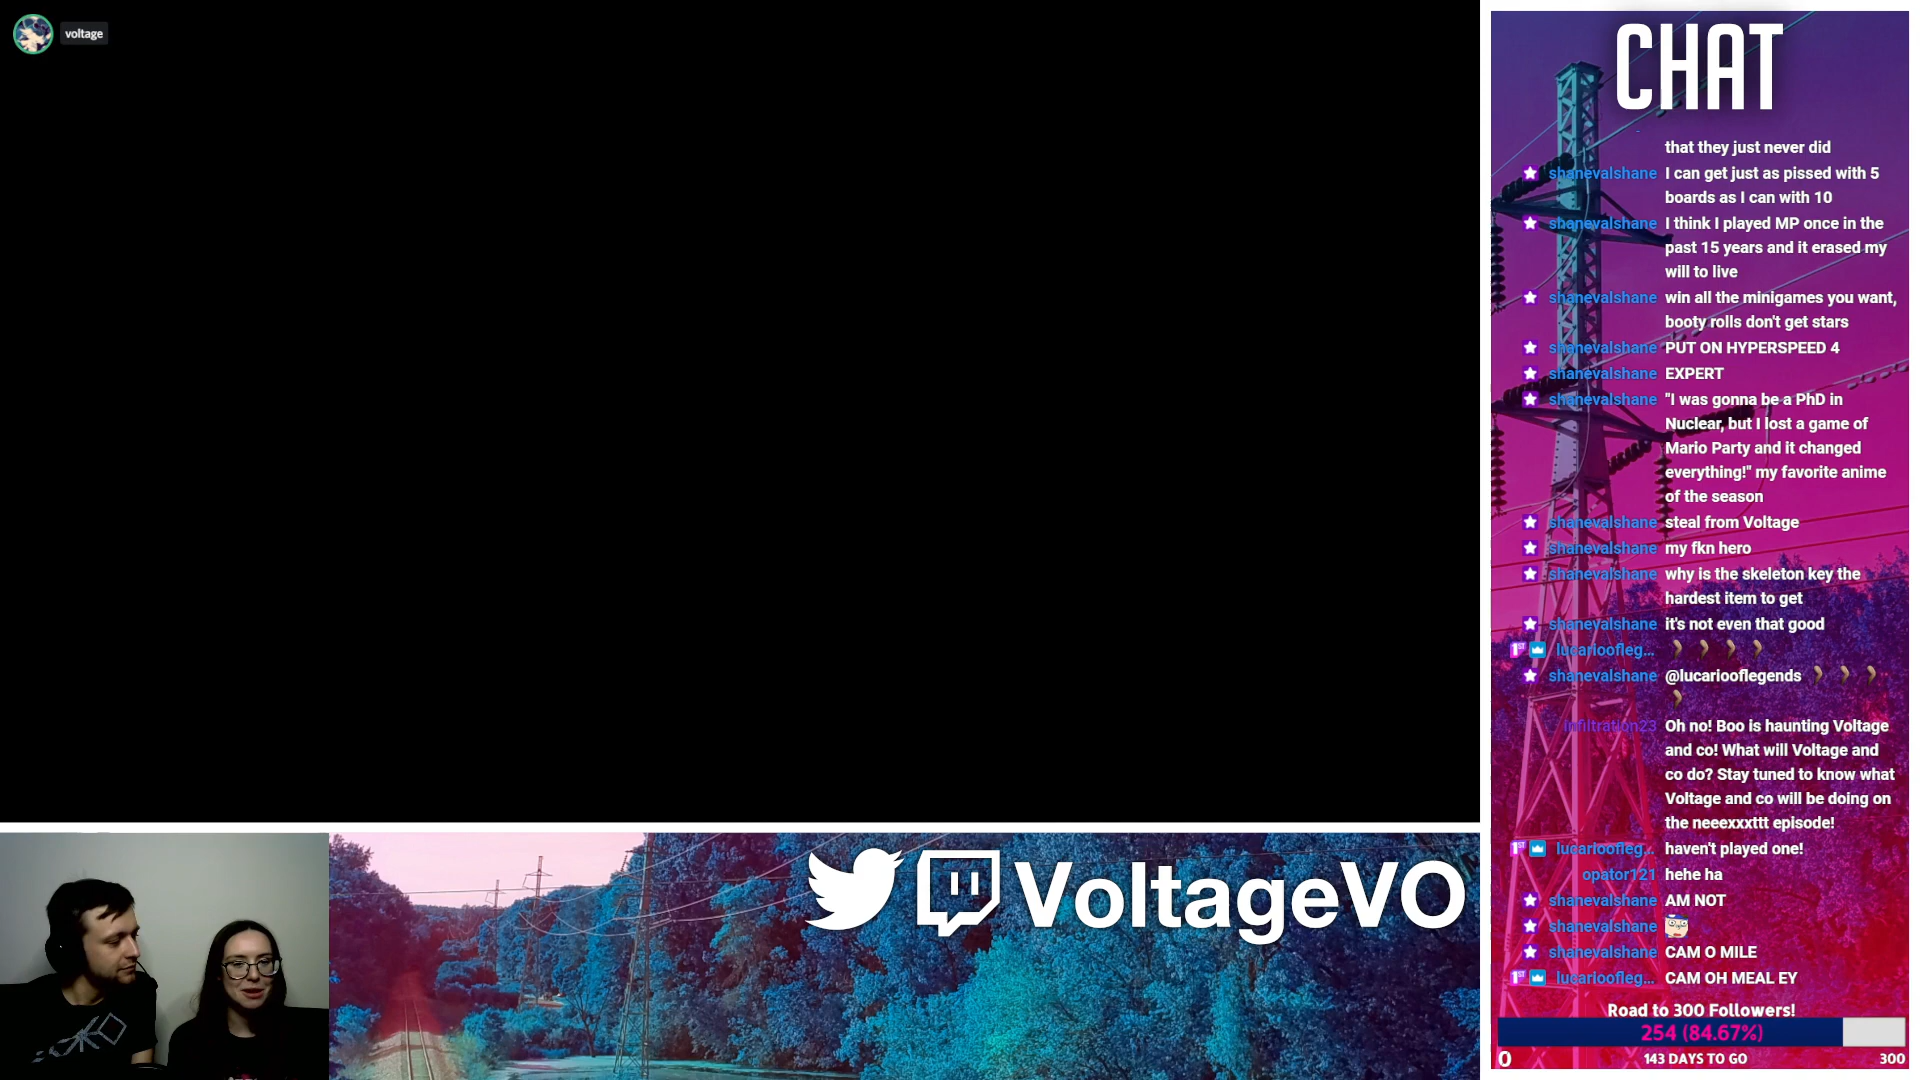 voltage
CHAT
that they just never did
shanevalshane I can get just as pissed with 5
boards as I can with 10
shanevalshane I think I played MP once in the
past 15 years and it erased my
will to live
shanevalshane win all the minigames you want,
booty rolls don't get stars
shanevalshane PUT ON HYPERSPEED 4
shanevalshane EXPERT
shanevalshane "I was gonna be a PhD in
Nuclear, but I lost a game of
Mario Party and it changed
everything!" my favorite anime
of the season
shanevalshane steal from Voltage
shanevalshane my fkn hero
shanevalshane why is the skeleton key the
hardest item to get
shanevalshane it's not even that good
1ST lucarioofleg...
shanevalshane @lucariooflegends
Infiltration23 Oh no! Boo is haunting Voltage
and co! What will Voltage and
co do? Stay tuned to know what
Voltage and co will be doing on
the neeexxxttt episode!
1ST lucarioofleg... haven't played one!
opator121 hehe ha
shanevalshane AM NOT
shanevalshane
shanevalshane CAM O MILE
1ST lucarioofleg... CAM OH MEAL EY
Road to 300 Followers!
254 (84.67%)
0 143 DAYS TO GO 300
VoltageVO